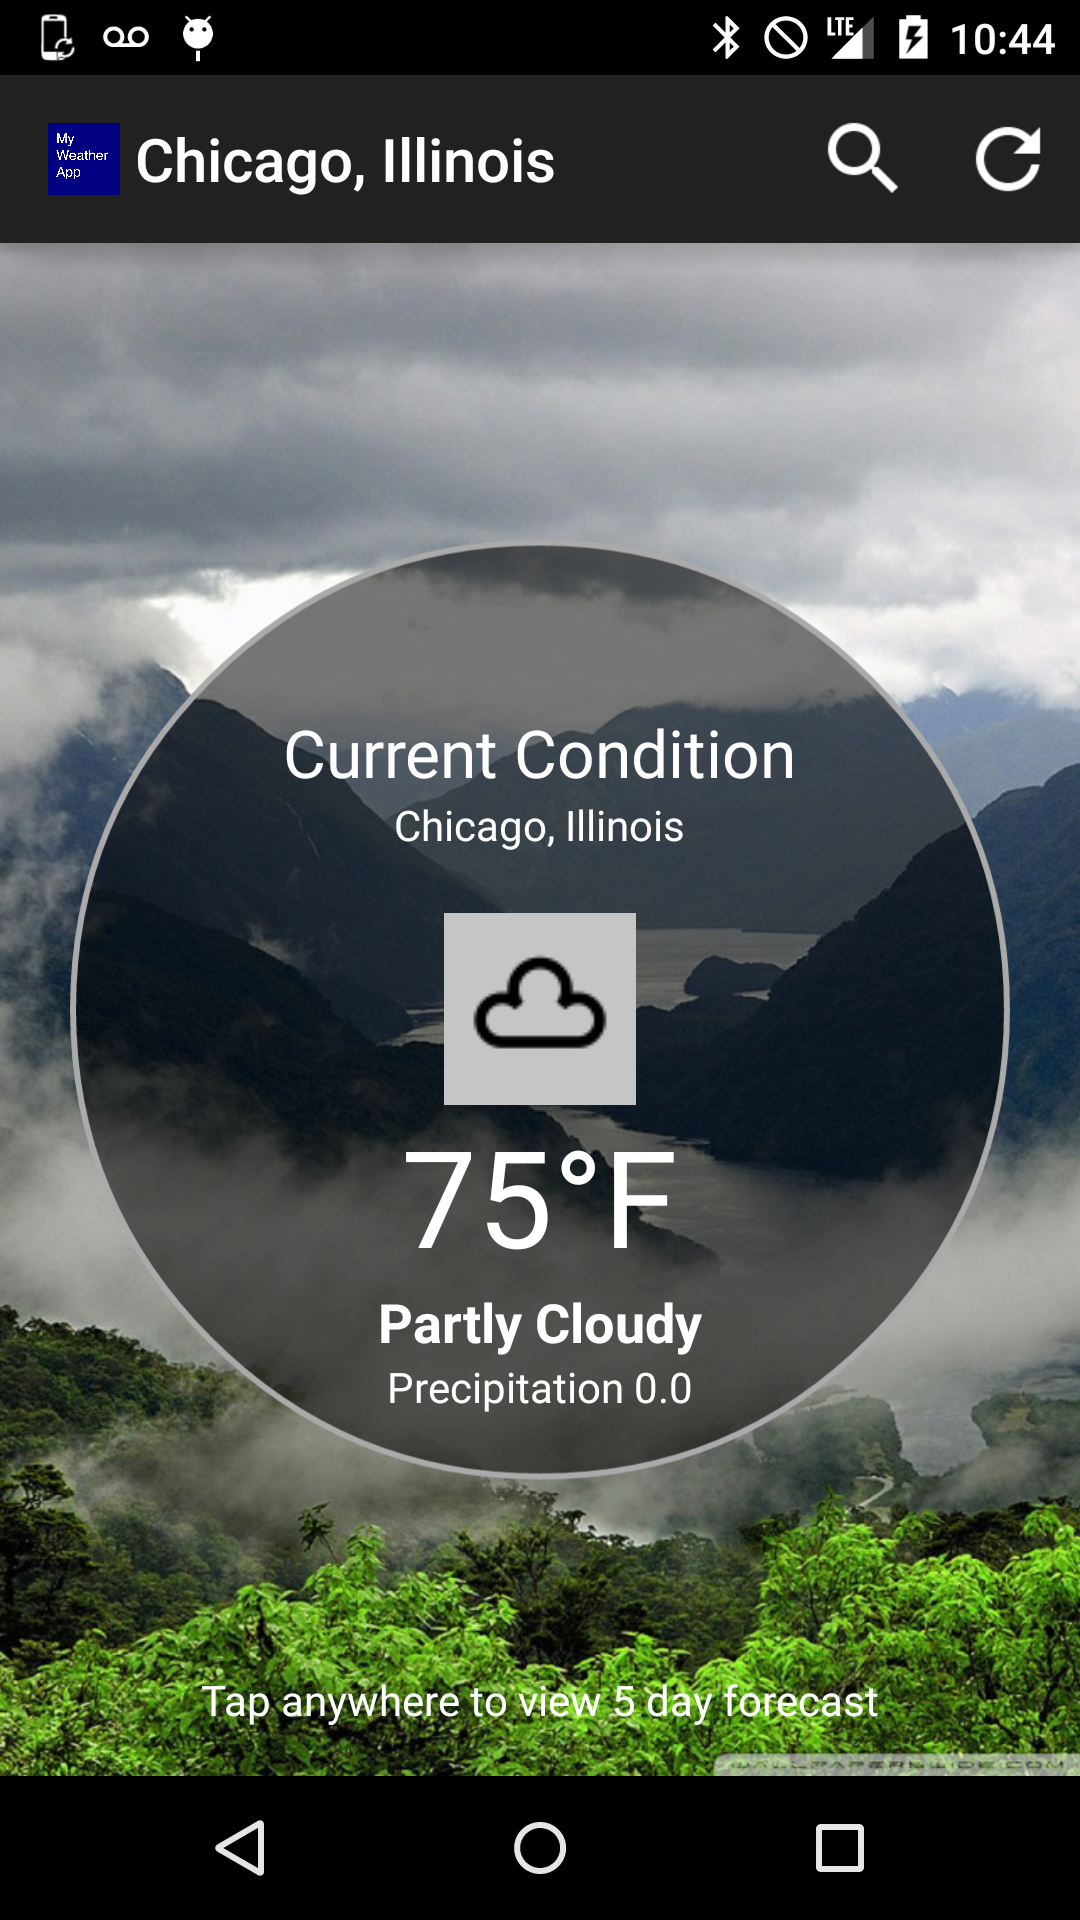 LTE 10:44
My
Weather
App
Chicago, Illinois
Current Condition
Chicago, Illinois
75°F
Partly Cloudy
Precipitation 0.0
Tap anywhere to view 5 day forecast